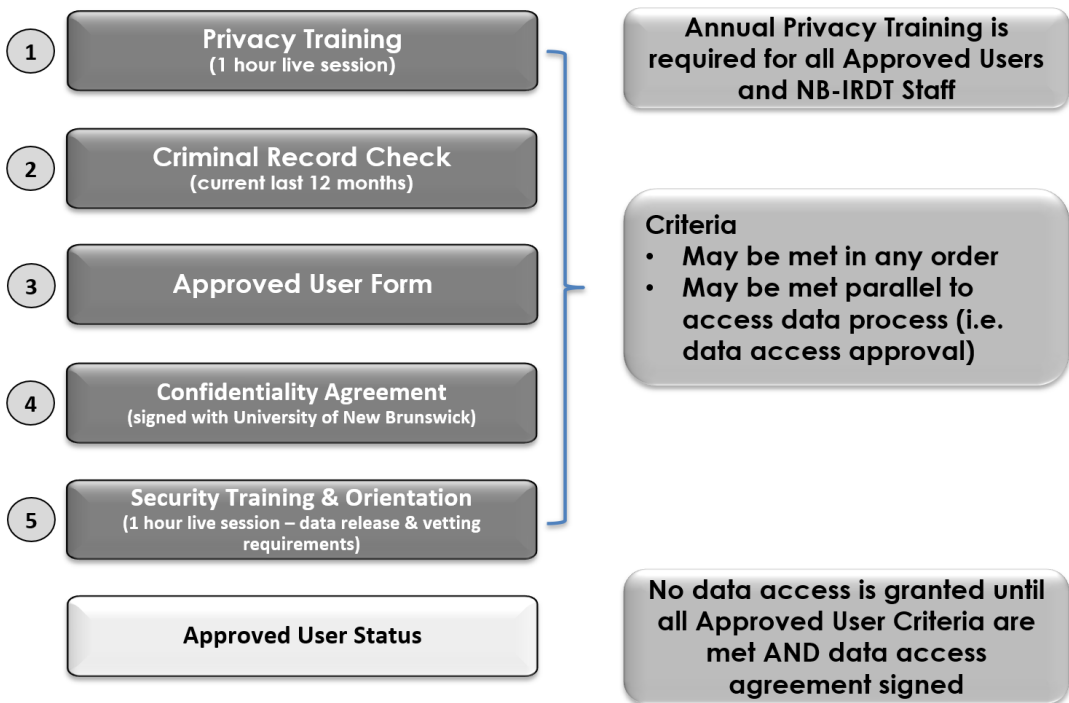 1
Privacy Training
(1 hour live session)
2
Criminal Record Check
(current last 12 months)
3
Approved User Form
4
Confidentiality Agreement
(signed with University of New Brunswick)
5
Security Training & Orientation
(1 hour live session – data release & vetting
requirements)
Approved User Status
Annual Privacy Training is
required for all Approved Users
and NB-IRDT Staff
Criteria
• May be met in any order
• May be met parallel to
access data process (i.e.
data access approval)
No data access is granted until
all Approved User Criteria are
met AND data access
agreement signed